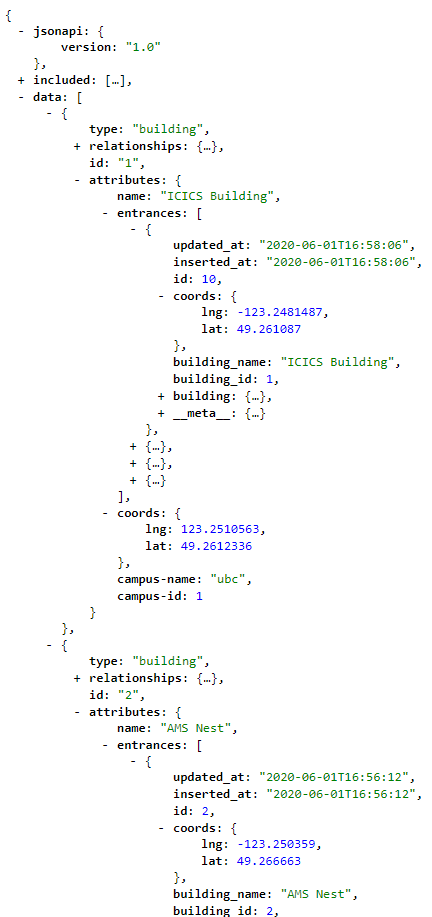 {
- jsonapi: {
version: "1.0"
},
+ included: […],
- data: [
- {
type: "building",
+ relationships: {…},
id: "1",
- attributes: {
name: "ICICS Building",
- entrances: [
- {
updated_at: "2020-06-01T16:58:06",
inserted_at: "2020-06-01T16:58:06",
id: 10,
- coords: {
lng: -123.2481487,
lat: 49.261087
},
building_name: "ICICS Building",
building_id: 1,
+ building: {…},
+ __meta__: {…}
},
+ {…},
+ {…},
+ {…}
],
- coords: {
lng: 123.2510563,
lat: 49.2612336
},
campus-name: "ubc",
campus-id: 1
}
},
- {
type: "building",
+ relationships: {…},
id: "2",
- attributes: {
name: "AMS Nest",
- entrances: [
- {
updated_at: "2020-06-01T16:56:12",
inserted_at: "2020-06-01T16:56:12",
id: 2,
- coords: {
lng: -123.250359,
lat: 49.266663
},
building_name: "AMS Nest",
building_id: 2,